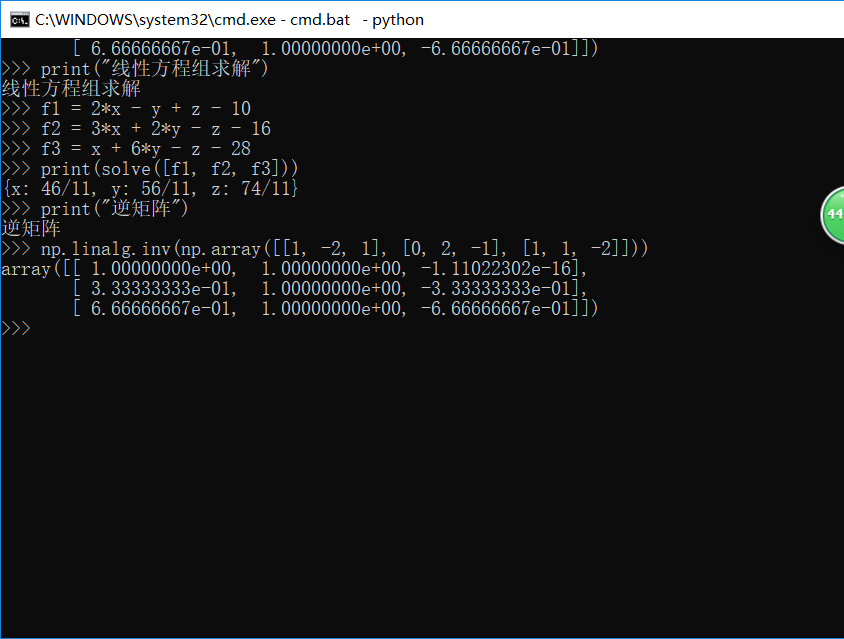 C:\WINDOWS\system32\cmd.exe - cmd.bat - python
[ 6.66666667e-01, 1.00000000e+00, -6.66666667e-01]])
>>> print("线性方程组求解")
线性方程组求解
>>> f1 = 2*x - y + z - 10
>>> f2 = 3*x + 2*y - z - 16
>>> f3 = x + 6*y - z - 28
>>> print(solve([f1, f2, f3]))
{x: 46/11, y: 56/11, z: 74/11}
>>> print("逆矩阵")
逆矩阵
>>> np.linalg.inv(np.array([[1, -2, 1], [0, 2, -1], [1, 1, -2]]))
array([[ 1.00000000e+00, 1.00000000e+00, -1.11022302e-16],
[ 3.33333333e-01, 1.00000000e+00, -3.33333333e-01],
[ 6.66666667e-01, 1.00000000e+00, -6.66666667e-01]])
>>>
44